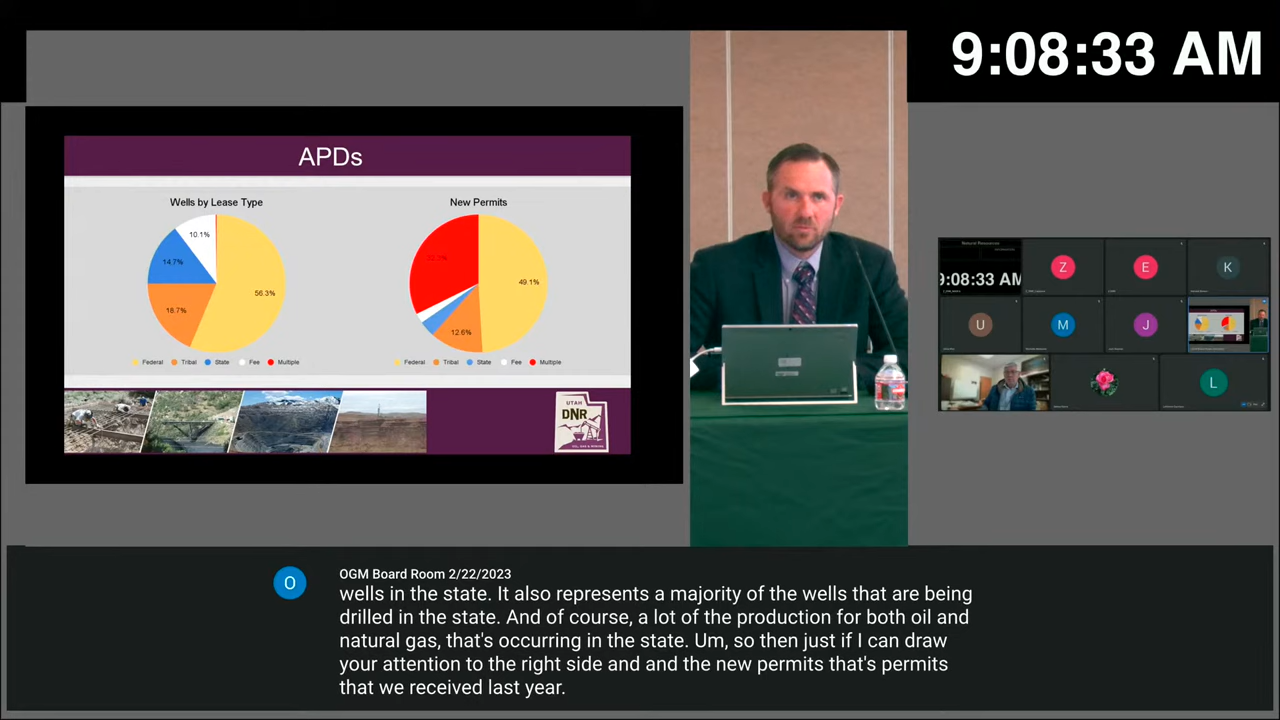 9:08:33 AM
APDs
Wells by Lease Type
10.1%
14.7%
56.3%
18.7%
Federal Tribal State Fee Multiple
New Permits
49.1%
12.6%
Federal Tribal State Fee Multiple
UTAH
DNR
OIL, GAS & MINING
9:08:33 AM
Z
E
K
U
M
J
L
O
OGM Board Room 2/22/2023
wells in the state. It also represents a majority of the wells that are being
drilled in the state. And of course, a lot of the production for both oil and
natural gas, that's occurring in the state. Um, so then just if I can draw
your attention to the right side and and the new permits that's permits
that we received last year.